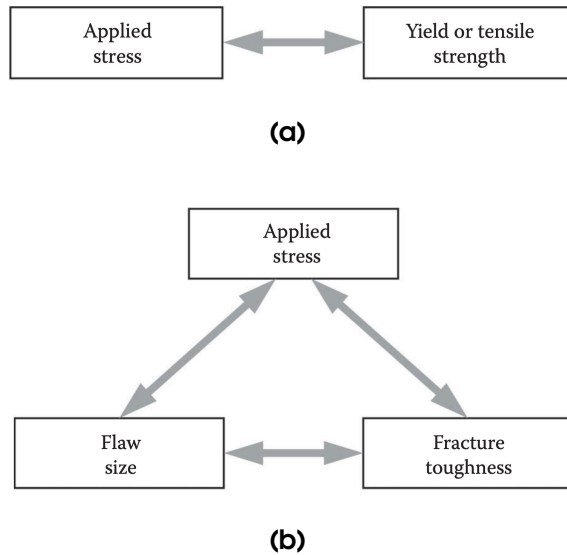 Applied
stress
Yield or tensile
strength
(a)
Applied
stress
Flaw
size
Fracture
toughness
(b)